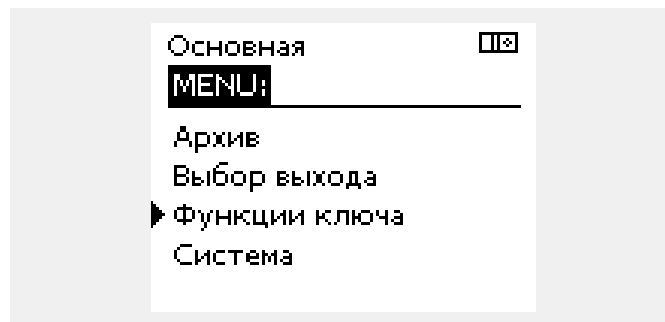 Основная
MENU:
Архив
Выбор выхода
Функции ключа
Система